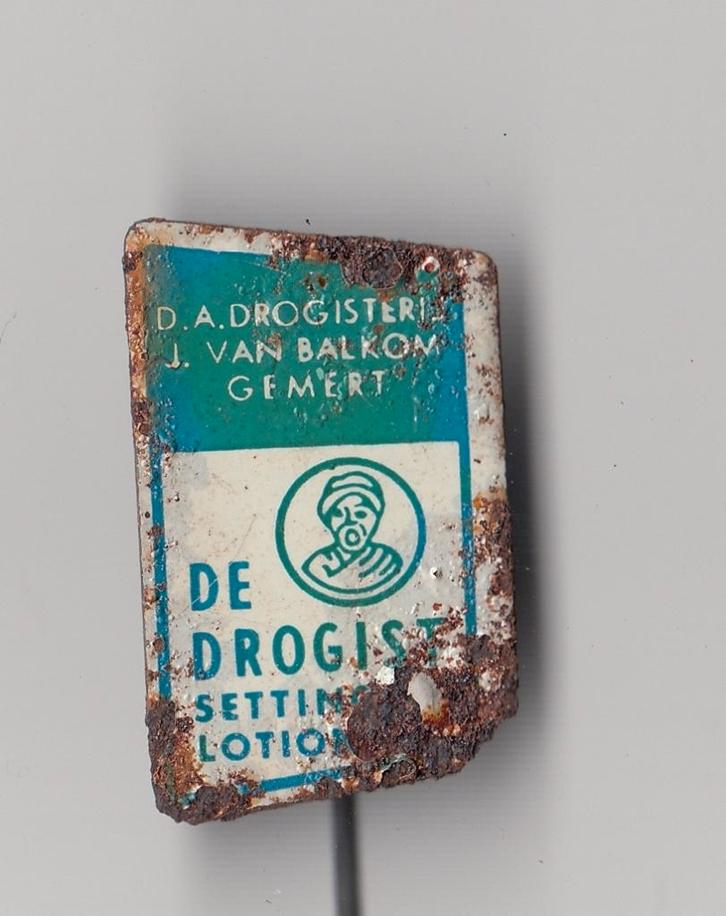 D.A.DROGISTERIJ
J. VAN BALKOM
GEMERT
DE
DROGIST
SETTING
LOTION